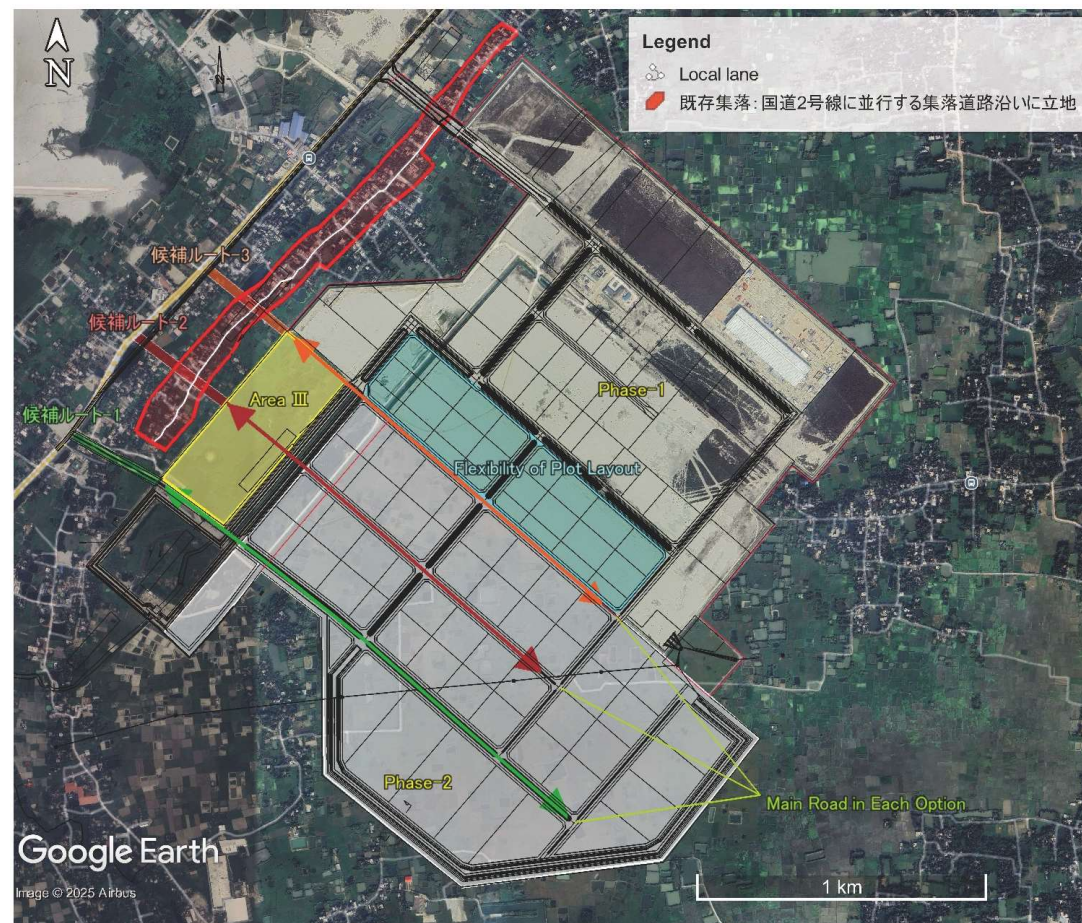 N
Legend
Local lane
既存集落：国道2号線に並行する集落道路沿いに立地
候補ルート-3
候補ルート-2
候補ルート-1
Area Ⅲ
Phase-1
Flexibility of Plot Layout
Phase-2
Main Road in Each Option
Google Earth
Image © 2025 Airbus
1 km